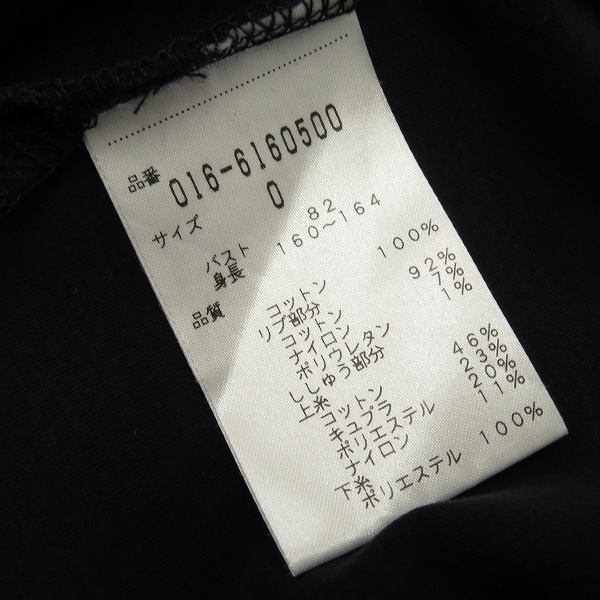 品番 016-6160500
サイズ 0
バスト 82
身長 160〜164
品質 コットン 100%
リブ部分
コットン 92%
ナイロン 7%
ポリウレタン 1%
ししゅう部分
上糸
コットン 46%
キュプラ 23%
ポリエステル 20%
ナイロン 11%
下糸
ポリエステル 100%